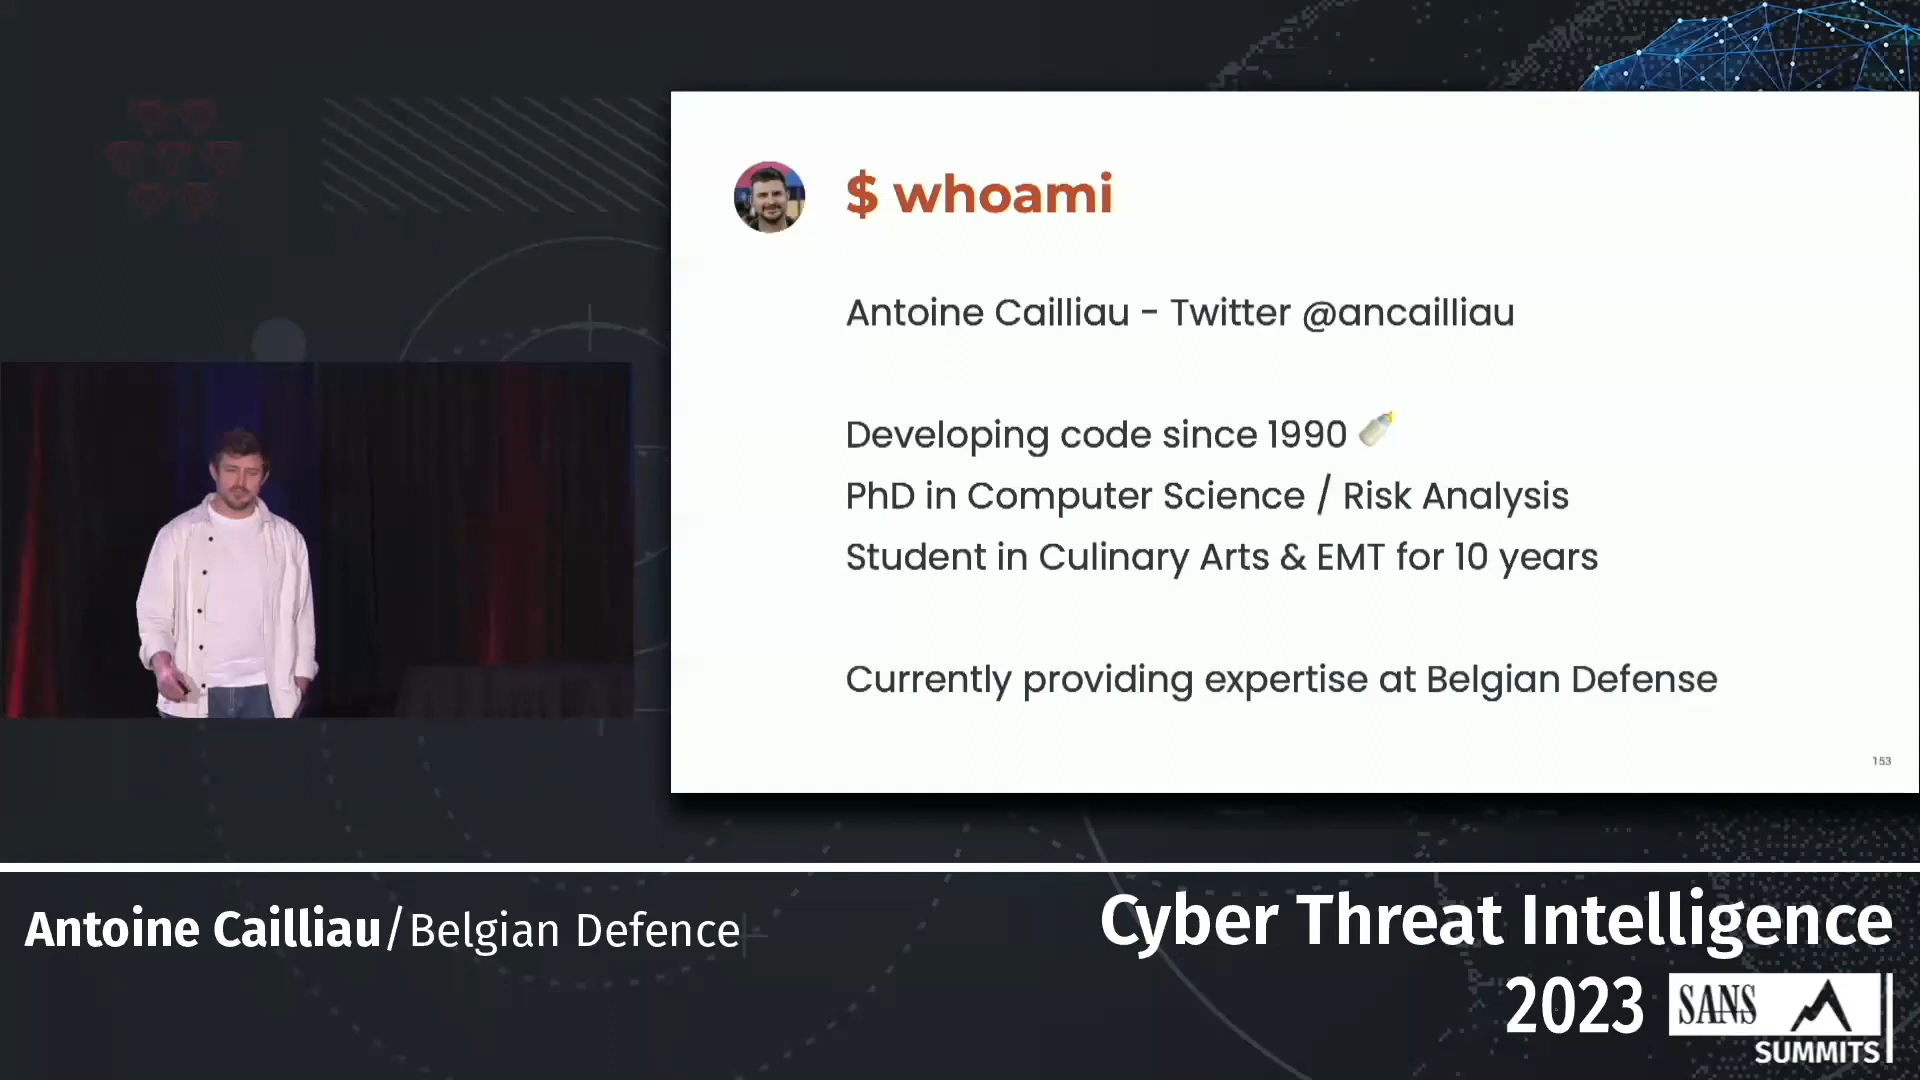 $ whoami
Antoine Cailliau - Twitter @ancailliau
Developing code since 1990 🍼
PhD in Computer Science / Risk Analysis
Student in Culinary Arts & EMT for 10 years
Currently providing expertise at Belgian Defense
153
Antoine Cailliau/Belgian Defence
Cyber Threat Intelligence
2023
SANS
SUMMITS